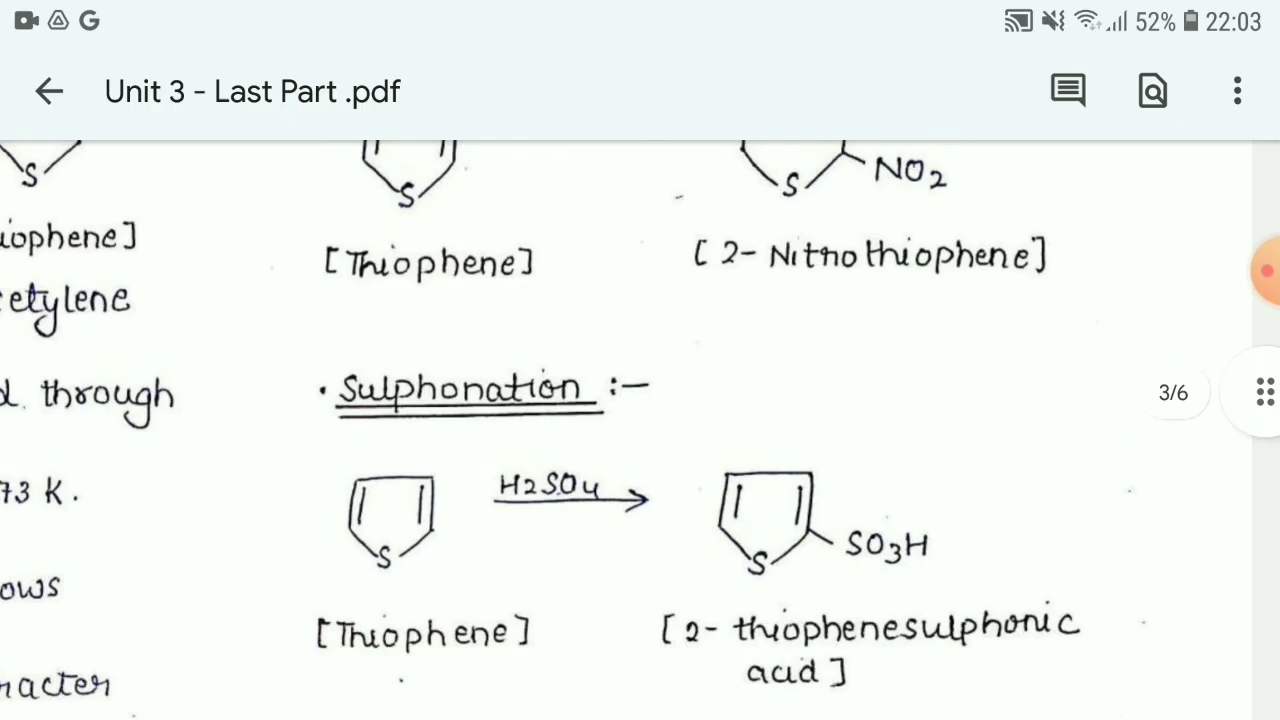 G 52% 22:03
Unit 3 - Last Part .pdf
S
S
S NO2
[Thiophene]
[ 2- Nitrothiophene]
· Sulphonation :-
3/6
H2SO4
S
S SO3H
[Thiophene]
[ 2- thiophenesulphonic
acid ]
iophene]
etylene
through
73 K.
ows
racter